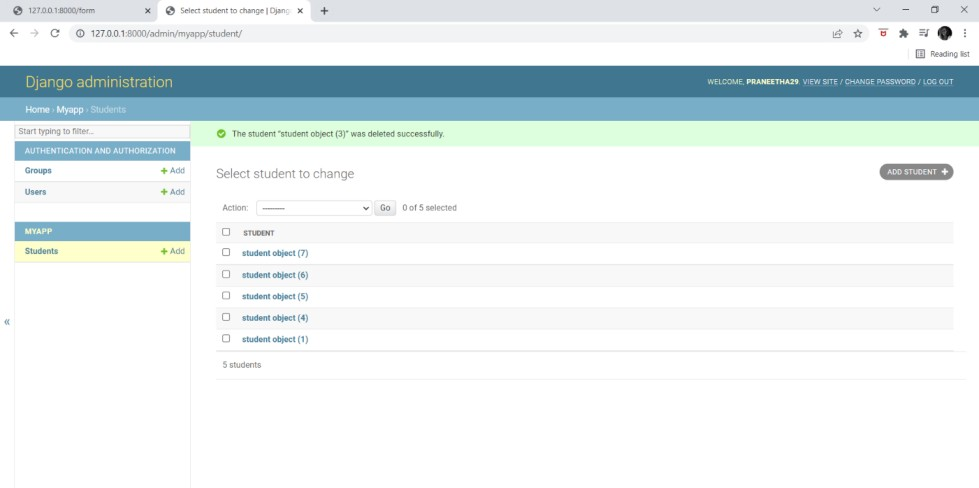 127.0.0.1:8000/form
Select student to change | Djang
127.0.0.1:8000/admin/myapp/student/
Reading list
Django administration
WELCOME, PRANEETHA29. VIEW SITE / CHANGE PASSWORD / LOG OUT
Home › Myapp › Students
Start typing to filter...
The student "student object (3)" was deleted successfully.
AUTHENTICATION AND AUTHORIZATION
Groups + Add
Users + Add
MYAPP
Students + Add
«
Select student to change
ADD STUDENT +
Action: --------- Go 0 of 5 selected
STUDENT
student object (7)
student object (6)
student object (5)
student object (4)
student object (1)
5 students